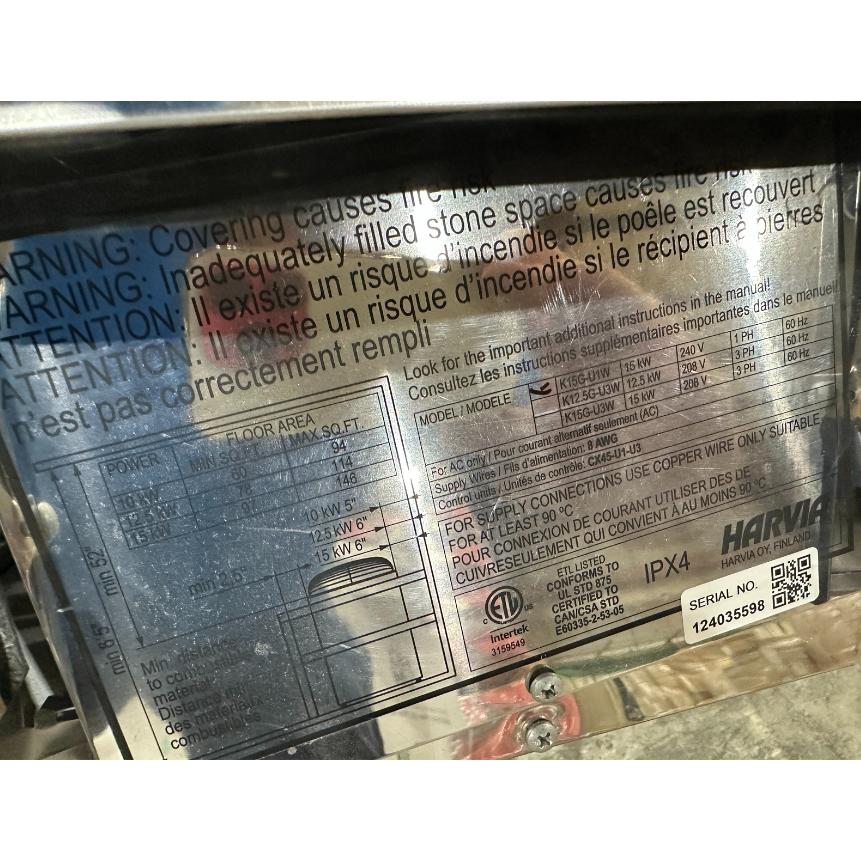 ARNING: Covering causes fire risk
ARNING: Inadequately filled stone space causes fire risk
ATTENTION: Il existe un risque d'incendie si le poêle est recouvert
ATTENTION: Il existe un risque d'incendie si le récipient à pierres
n'est pas correctement rempli
Look for the important additional instructions in the manual!
Consultez les instructions supplémentaires importantes dans le manuel
MODEL / MODELE
K15G-U1W 15 kW 240 V 1 PH 60 Hz
K12.5G-U3W 12.5 kW 208 V 3 PH 60 Hz
K15G-U3W 15 kW 208 V 3 PH 60 Hz
For AC only / Pour courant alternatif seulement (AC)
Supply Wires / Fils d'alimentation: 8 AWG
Control units / Unités de contrôle: CX45-U1-U3
FOR SUPPLY CONNECTIONS USE COPPER WIRE ONLY SUITABLE
FOR AT LEAST 90 °C
POUR CONNEXION DE COURANT UTILISER DES DE
CUIVRESEULEMENT QUI CONVIENT À AU MOINS 90 °C
FLOOR AREA
POWER MIN SQ.FT. MAX SQ.FT.
10 kW 60 94
12.5 kW 78 114
15 kW 97 146
10 kW 5"
12.5 kW 6"
15 kW 6"
min 2.5"
min 52"
min 6.5"
Min. distance
to
material
Distance
des matériaux
combustibles
C ETL US
Intertek
3159549
ETL LISTED
CONFORMS TO
UL STD 875
CERTIFIED TO
CAN/CSA STD
E60335-2-53-05
IPX4
HARVIA
HARVIA OY, FINLAND
SERIAL NO.
124035598